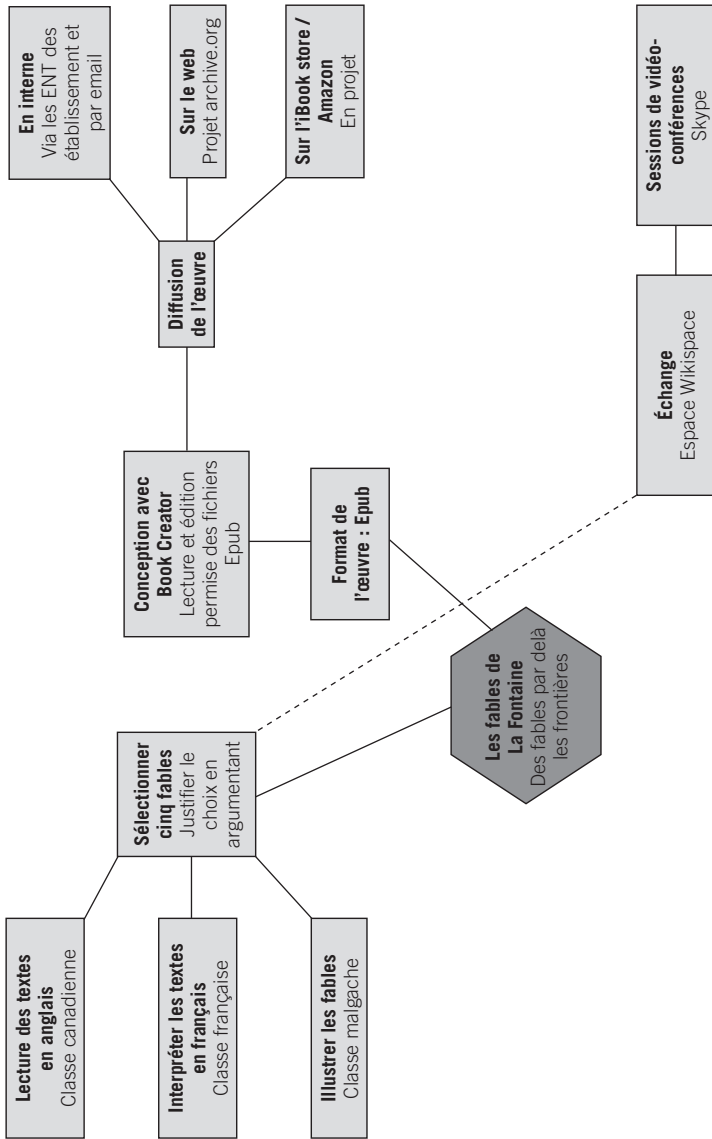 Lecture des textes
en anglais
Classe canadienne
Interpréter les textes
en français
Classe française
Illustrer les fables
Classe malgache
Sélectionner
cinq fables
Justifier le
choix en
argumentant
Les fables de
La Fontaine
Des fables par delà
les frontières
Format de
l'œuvre : Epub
Conception avec
Book Creator
Lecture et édition
permise des fichiers
Epub
Diffusion
de l'œuvre
En interne
Via les ENT des
établissement et
par email
Sur le web
Projet archive.org
Sur l'iBook store /
Amazon
En projet
Échange
Espace Wikispace
Sessions de vidéo-
conférences
Skype